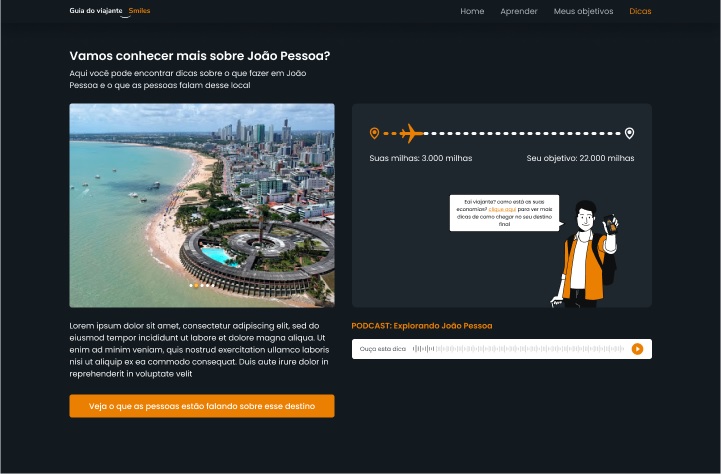 Guia do viajante Smiles
Home Aprender Meus objetivos Dicas
Vamos conhecer mais sobre João Pessoa?
Aqui você pode encontrar dicas sobre o que fazer em João
Pessoa e o que as pessoas falam desse local
Suas milhas: 3.000 milhas
Seu objetivo: 22.000 milhas
Eai viajante? como está as suas
economias? clique aqui para ver mais
dicas de como chegar no seu destino
final
Lorem ipsum dolor sit amet, consectetur adipiscing elit, sed do
eiusmod tempor incididunt ut labore et dolore magna aliqua. Ut
enim ad minim veniam, quis nostrud exercitation ullamco laboris
nisi ut aliquip ex ea commodo consequat. Duis aute irure dolor in
reprehenderit in voluptate velit
PODCAST: Explorando João Pessoa
Ouça esta dica
Veja o que as pessoas estão falando sobre esse destino